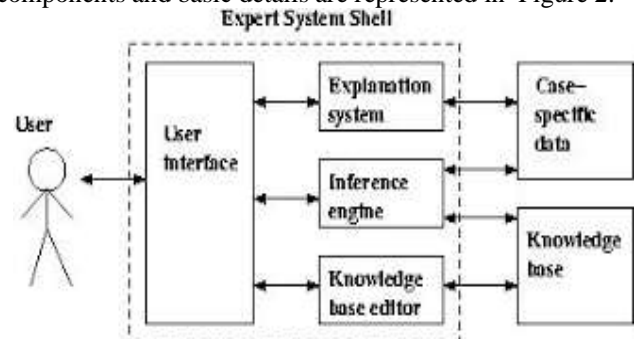 components and basic details are represented in Figure 2.
Expert System Shell
User
User
interface
Explanation
system
Inference
engine
Knowledge
base editor
Case-
specific
data
Knowledge
base